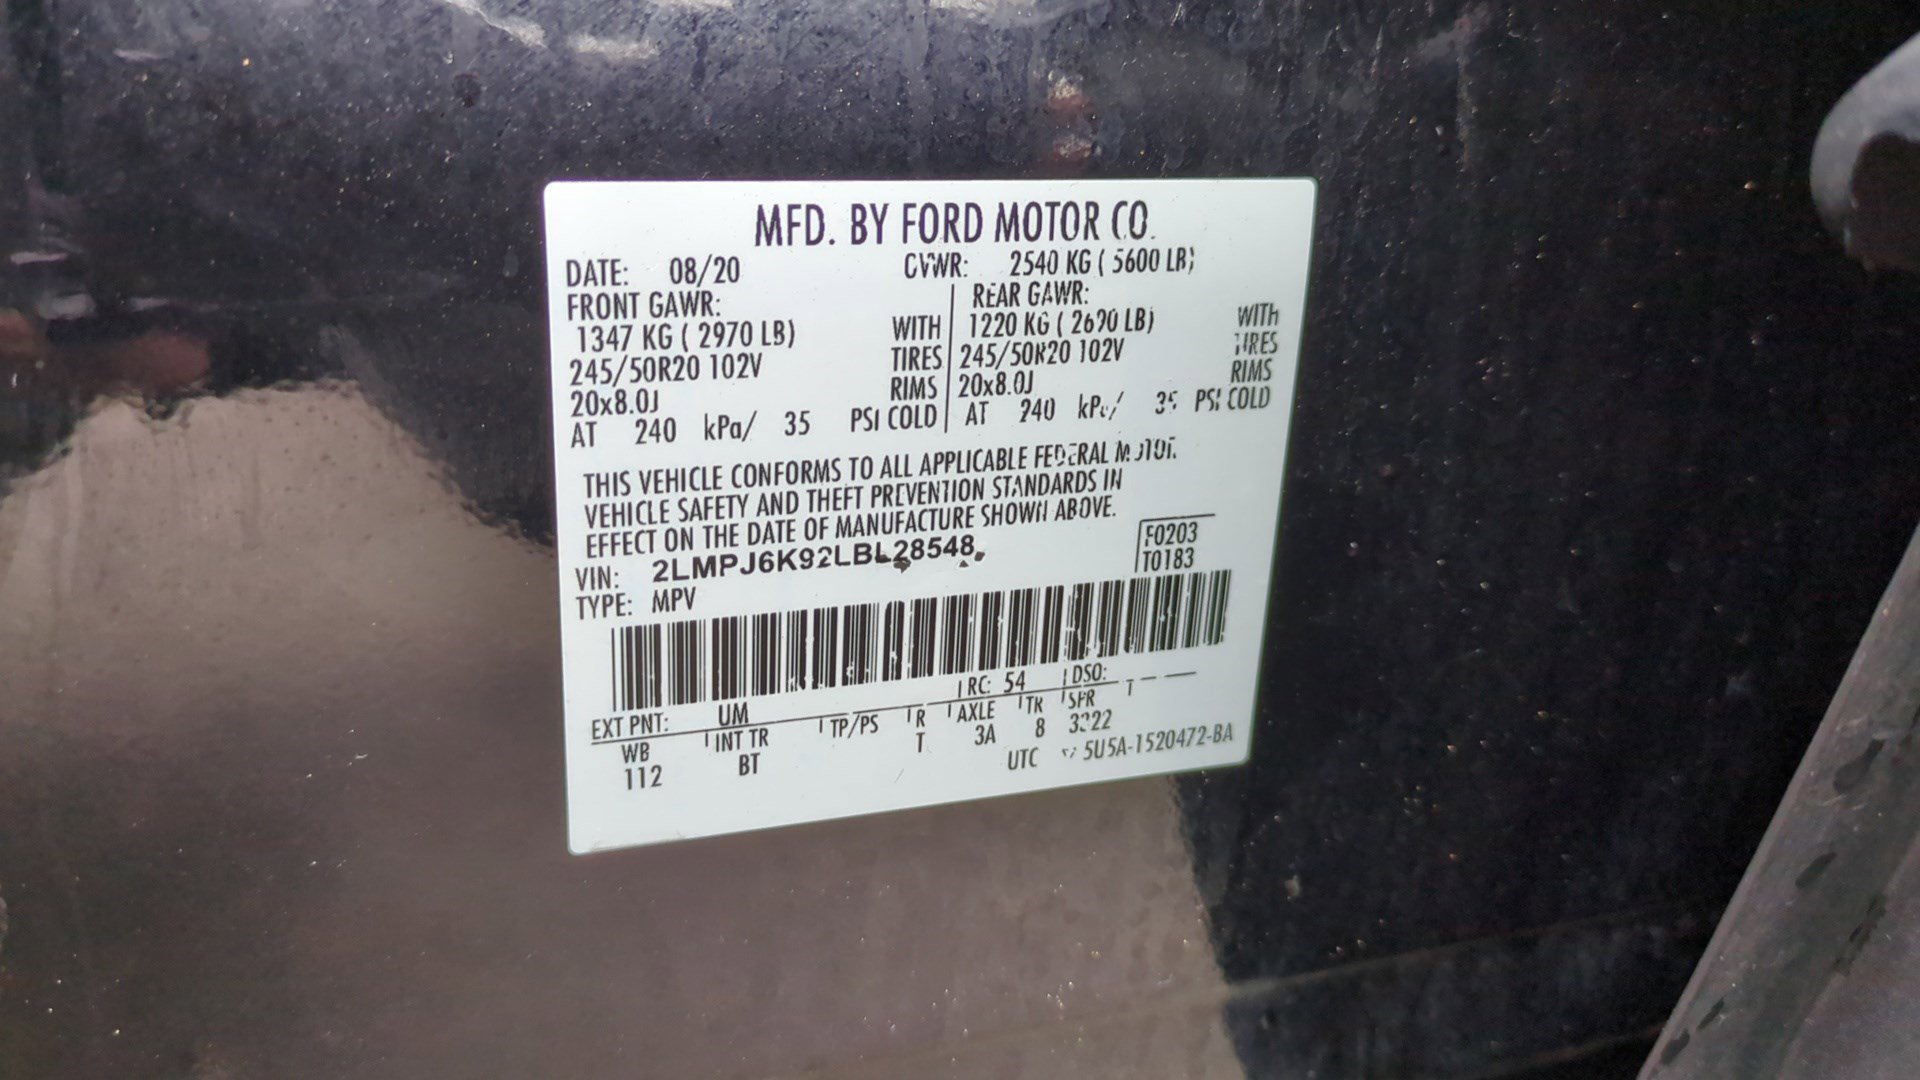 MFD. BY FORD MOTOR CO.
DATE: 08/20 GVWR: 2540 KG ( 5600 LB)
FRONT GAWR: REAR GAWR:
1347 KG ( 2970 LB) WITH 1220 KG ( 2690 LB) WITH
245/50R20 102V TIRES 245/50R20 102V TIRES
20x8.0J RIMS 20x8.0J RIMS
AT 240 kPa/ 35 PSI COLD AT 240 kPa/ 35 PSI COLD
THIS VEHICLE CONFORMS TO ALL APPLICABLE FEDERAL MOTOR
VEHICLE SAFETY AND THEFT PREVENTION STANDARDS IN
EFFECT ON THE DATE OF MANUFACTURE SHOWN ABOVE.
VIN: 2LMPJ6K92LBL28548 F0203
TYPE: MPV T0183
EXT PNT: UM RC: 54 DSO:
WB INT TR TP/PS R AXLE TR SPR T
112 BT T 3A 8
UTC 5U5A-1520472-BA